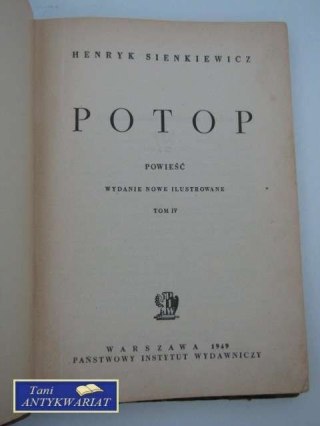 HENRYK SIENKIEWICZ
POTOP
POWIEŚĆ
WYDANIE NOWE ILUSTROWANE
TOM IV
WARSZAWA 1949
PAŃSTWOWY INSTYTUT WYDAWNICZY
Tani
ANTYKWARIAT